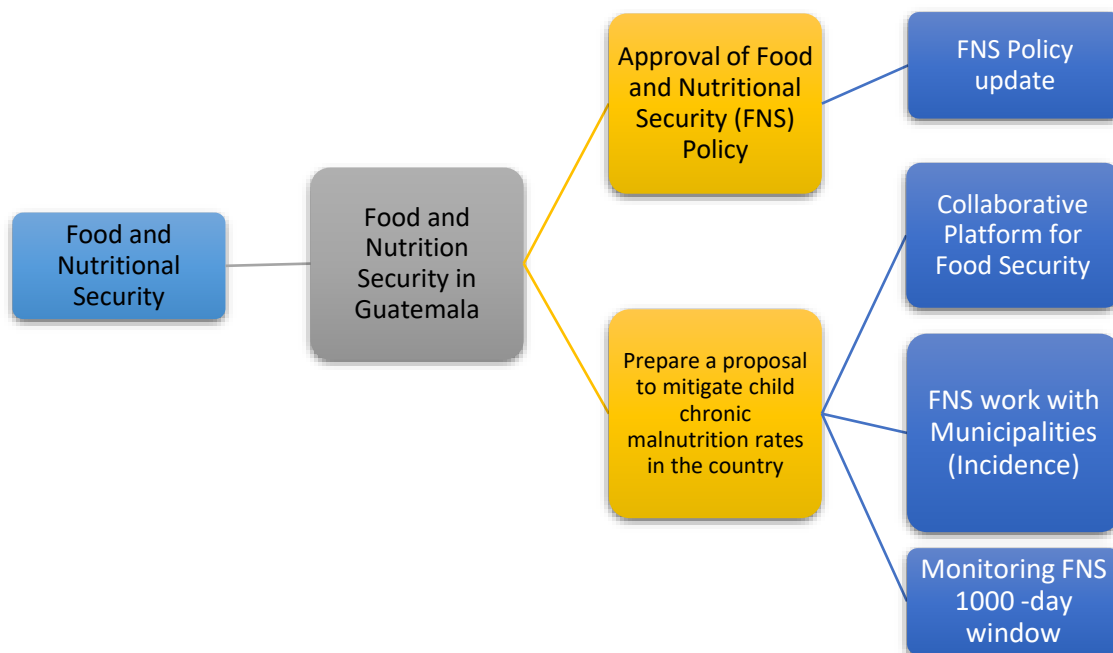 Food and
Nutritional
Security
Food and
Nutrition
Security in
Guatemala
Approval of Food
and Nutritional
Security (FNS)
Policy
Prepare a proposal
to mitigate child
chronic
malnutrition rates
in the country
FNS Policy
update
Collaborative
Platform for
Food Security
FNS work with
Municipalities
(Incidence)
Monitoring FNS
1000 -day
window